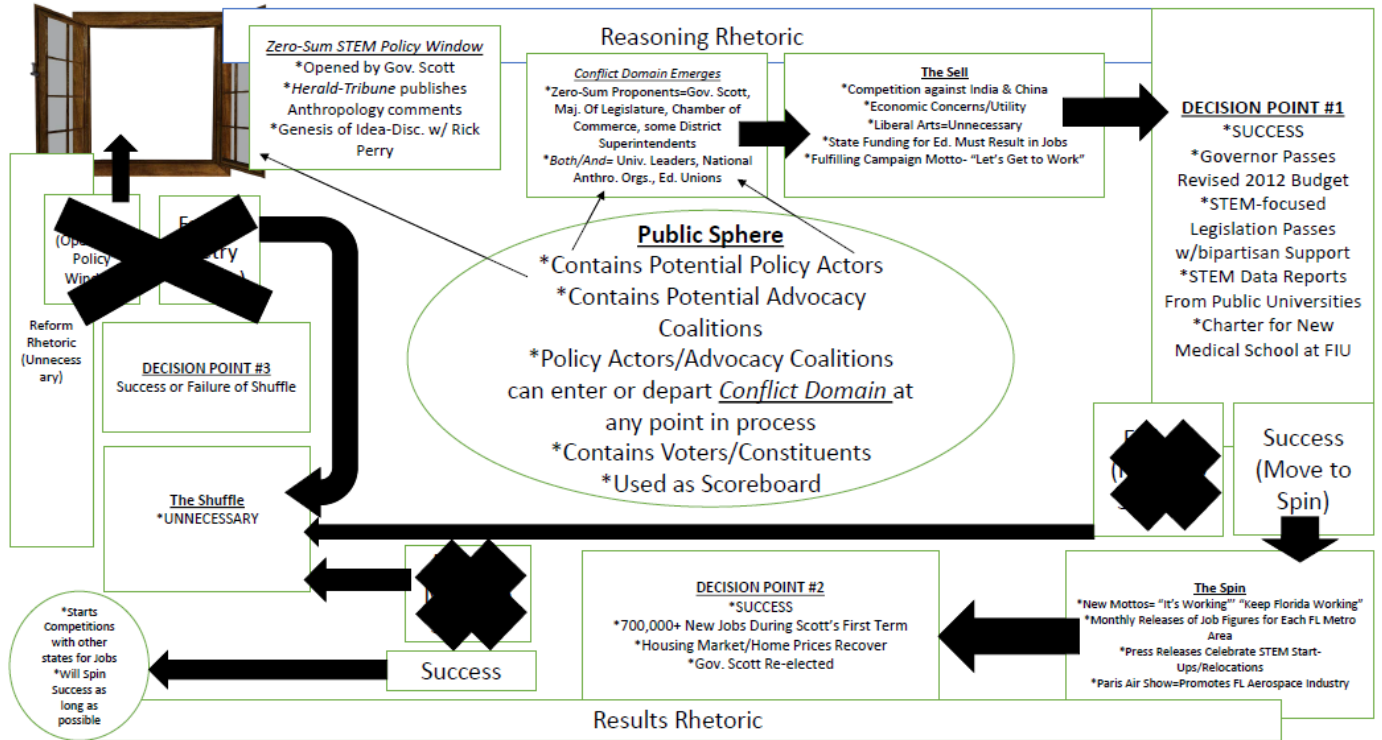 Reasoning Rhetoric
Zero-Sum STEM Policy Window
*Opened by Gov. Scott
*Herald-Tribune publishes
Anthropology comments
*Genesis of Idea-Disc. w/ Rick
Perry
Conflict Domain Emerges
*Zero-Sum Proponents=Gov. Scott,
Maj. Of Legislature, Chamber of
Commerce, some District
Superintendents
*Both/And= Univ. Leaders, National
Anthro. Orgs., Ed. Unions
The Sell
*Competition against India & China
*Economic Concerns/Utility
*Liberal Arts=Unnecessary
*State Funding for Ed. Must Result in Jobs
*Fulfilling Campaign Motto- “Let’s Get to Work”
DECISION POINT #1
*SUCCESS
*Governor Passes
Revised 2012 Budget
*STEM-focused
Legislation Passes
w/bipartisan Support
*STEM Data Reports
From Public Universities
*Charter for New
Medical School at FIU
Public Sphere
*Contains Potential Policy Actors
*Contains Potential Advocacy
Coalitions
*Policy Actors/Advocacy Coalitions
can enter or depart Conflict Domain at
any point in process
*Contains Voters/Constituents
*Used as Scoreboard
Policy
Reform
Rhetoric
(Unnecess
ary)
DECISION POINT #3
Success or Failure of Shuffle
The Shuffle
*UNNECESSARY
Success
(Move to
Spin)
The Spin
*New Mottos= “It’s Working”’ “Keep Florida Working”
*Monthly Releases of Job Figures for Each FL Metro
Area
*Press Releases Celebrate STEM Start-
Ups/Relocations
*Paris Air Show=Promotes FL Aerospace Industry
DECISION POINT #2
*SUCCESS
*700,000+ New Jobs During Scott’s First Term
*Housing Market/Home Prices Recover
*Gov. Scott Re-elected
Success
*Starts
Competitions
with other
states for Jobs
*Will Spin
Success as
long as
possible
Results Rhetoric